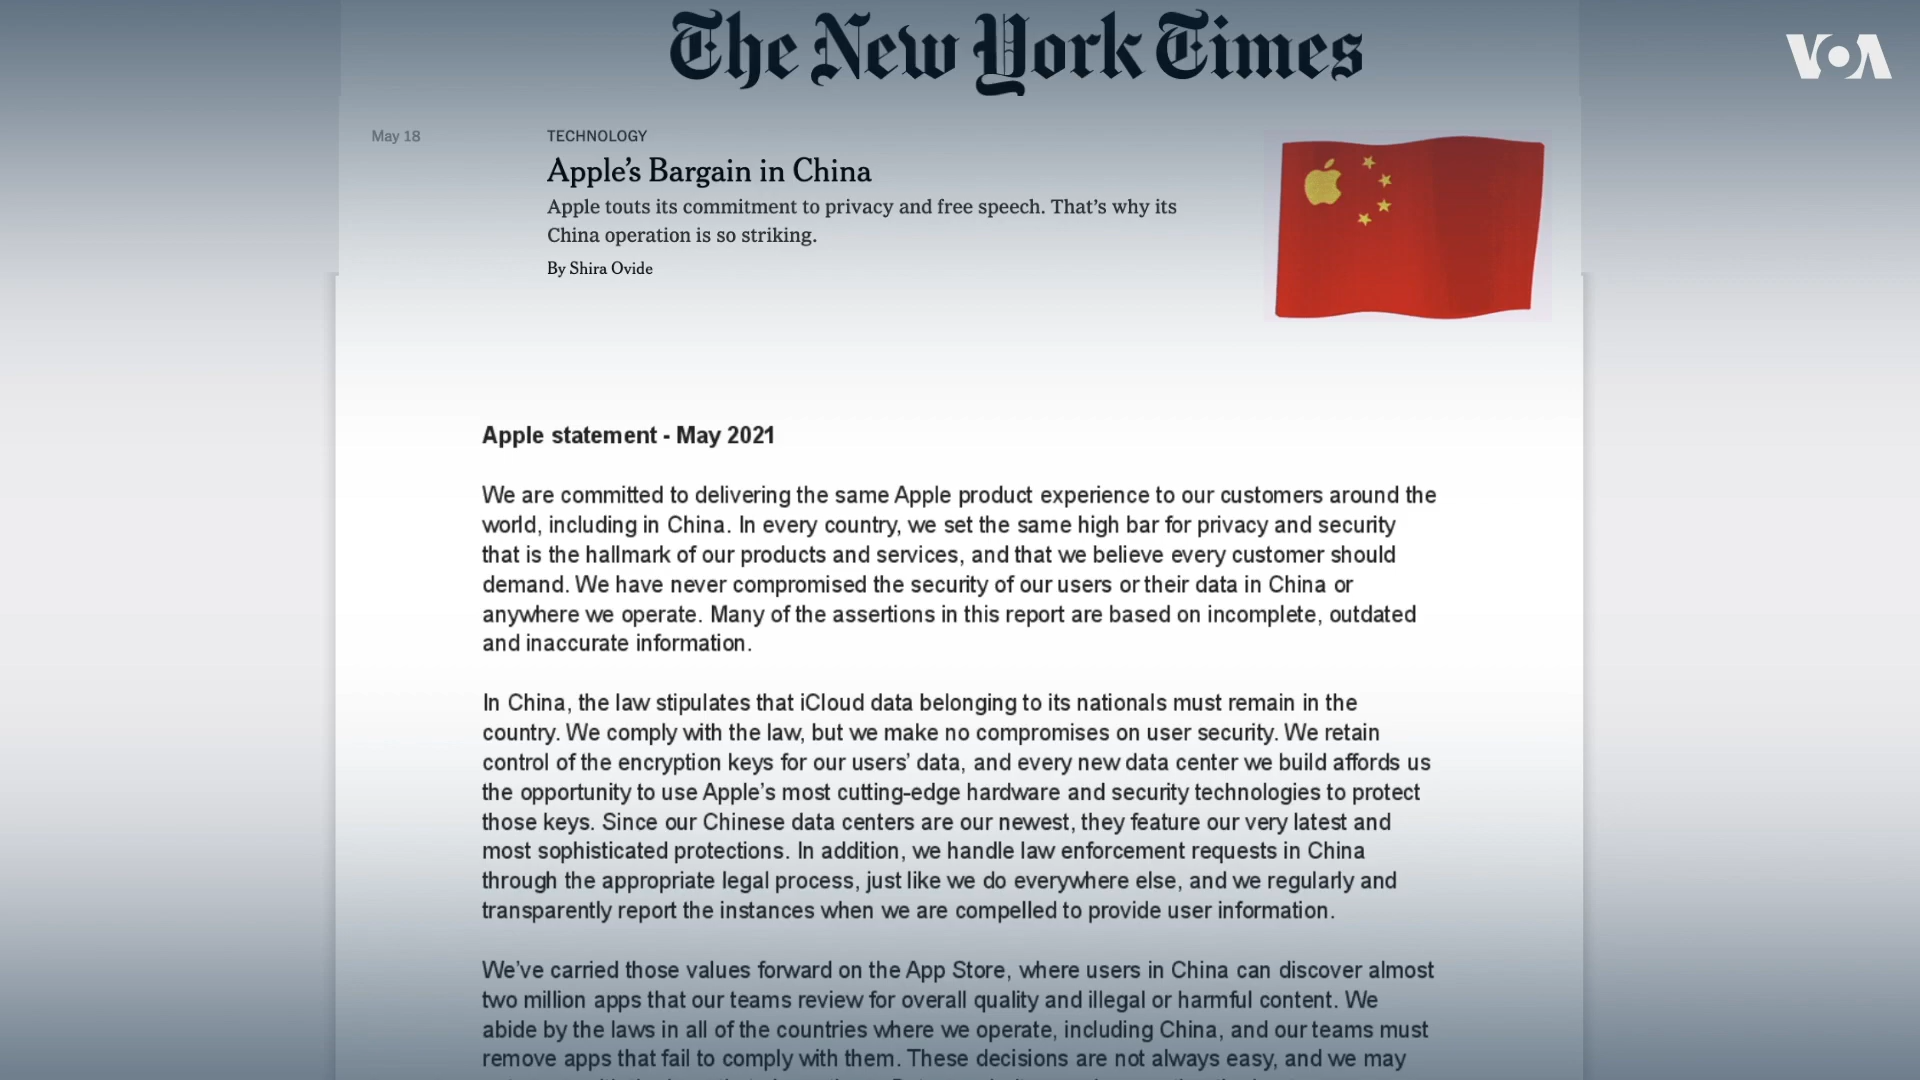 The New York Times
VOA
May 18
TECHNOLOGY
Apple's Bargain in China
Apple touts its commitment to privacy and free speech. That's why its
China operation is so striking.
By Shira Ovide
Apple statement - May 2021
We are committed to delivering the same Apple product experience to our customers around the
world, including in China. In every country, we set the same high bar for privacy and security
that is the hallmark of our products and services, and that we believe every customer should
demand. We have never compromised the security of our users or their data in China or
anywhere we operate. Many of the assertions in this report are based on incomplete, outdated
and inaccurate information.
In China, the law stipulates that iCloud data belonging to its nationals must remain in the
country. We comply with the law, but we make no compromises on user security. We retain
control of the encryption keys for our users' data, and every new data center we build affords us
the opportunity to use Apple's most cutting-edge hardware and security technologies to protect
those keys. Since our Chinese data centers are our newest, they feature our very latest and
most sophisticated protections. In addition, we handle law enforcement requests in China
through the appropriate legal process, just like we do everywhere else, and we regularly and
transparently report the instances when we are compelled to provide user information.
We've carried those values forward on the App Store, where users in China can discover almost
two million apps that our teams review for overall quality and illegal or harmful content. We
abide by the laws in all of the countries where we operate, including China, and our teams must
remove apps that fail to comply with them. These decisions are not always easy, and we may